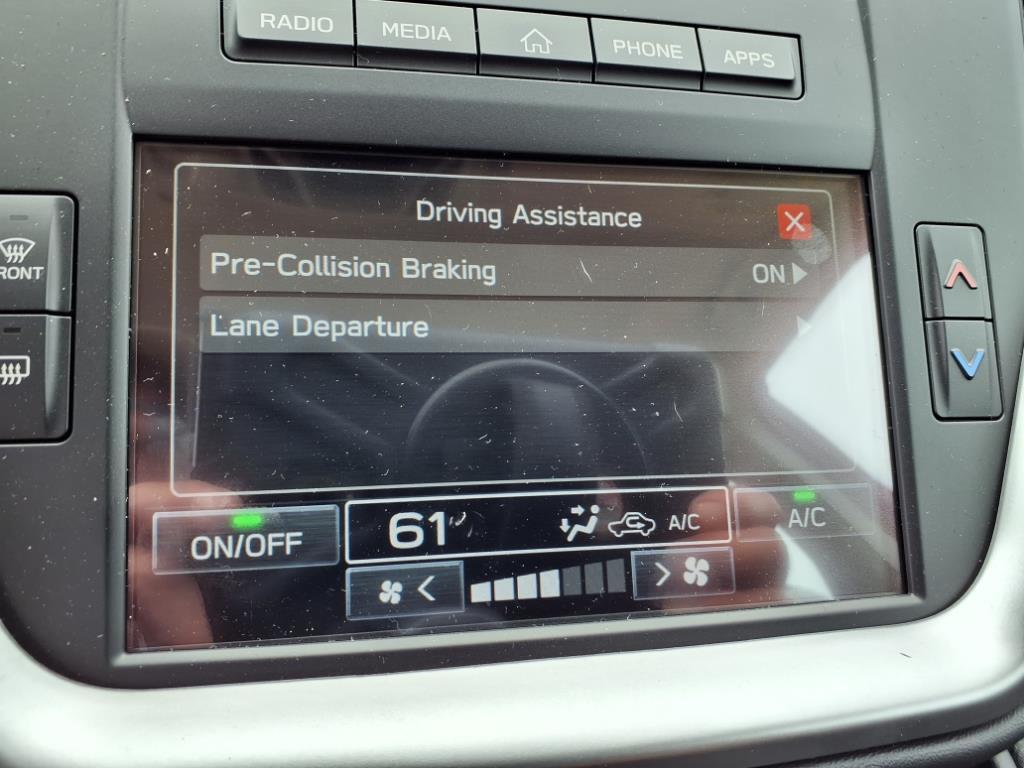 RADIO
MEDIA
PHONE
APPS
Driving Assistance
Pre-Collision Braking
ON
Lane Departure
RONT
61
A/C
ON/OFF
A/C